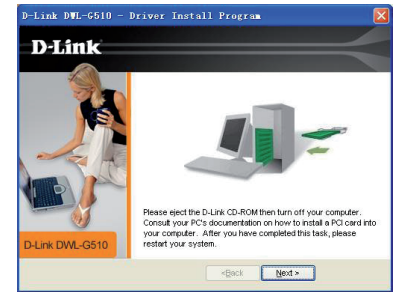 D-Link DWL-G510 - Driver Install Program
D-Link
Please eject the D-Link CD-ROM then turn off your computer.
Consult your PC's documentation on how to install a PCI card into
your computer. After you have completed this task, please
restart your system.
D-Link DWL-G510
<Back
Next >